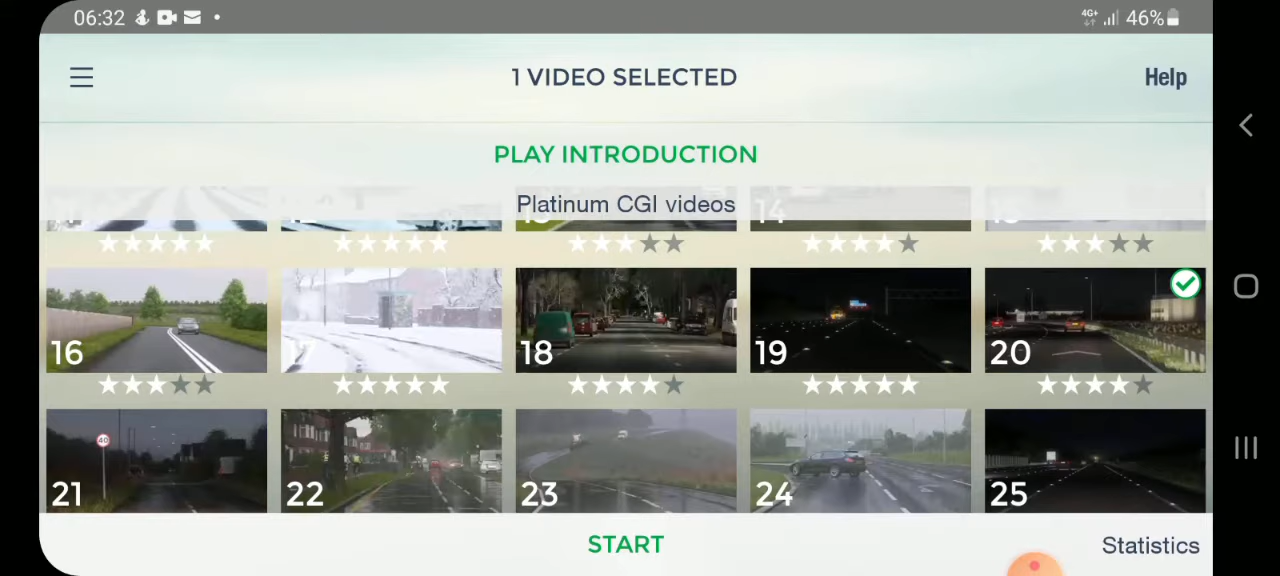 06:32 4G+ 46%
1 VIDEO SELECTED
Help
PLAY INTRODUCTION
Platinum CGI videos
14
16 17 18 19 20
40
21 22 23 24 25
START
Statistics